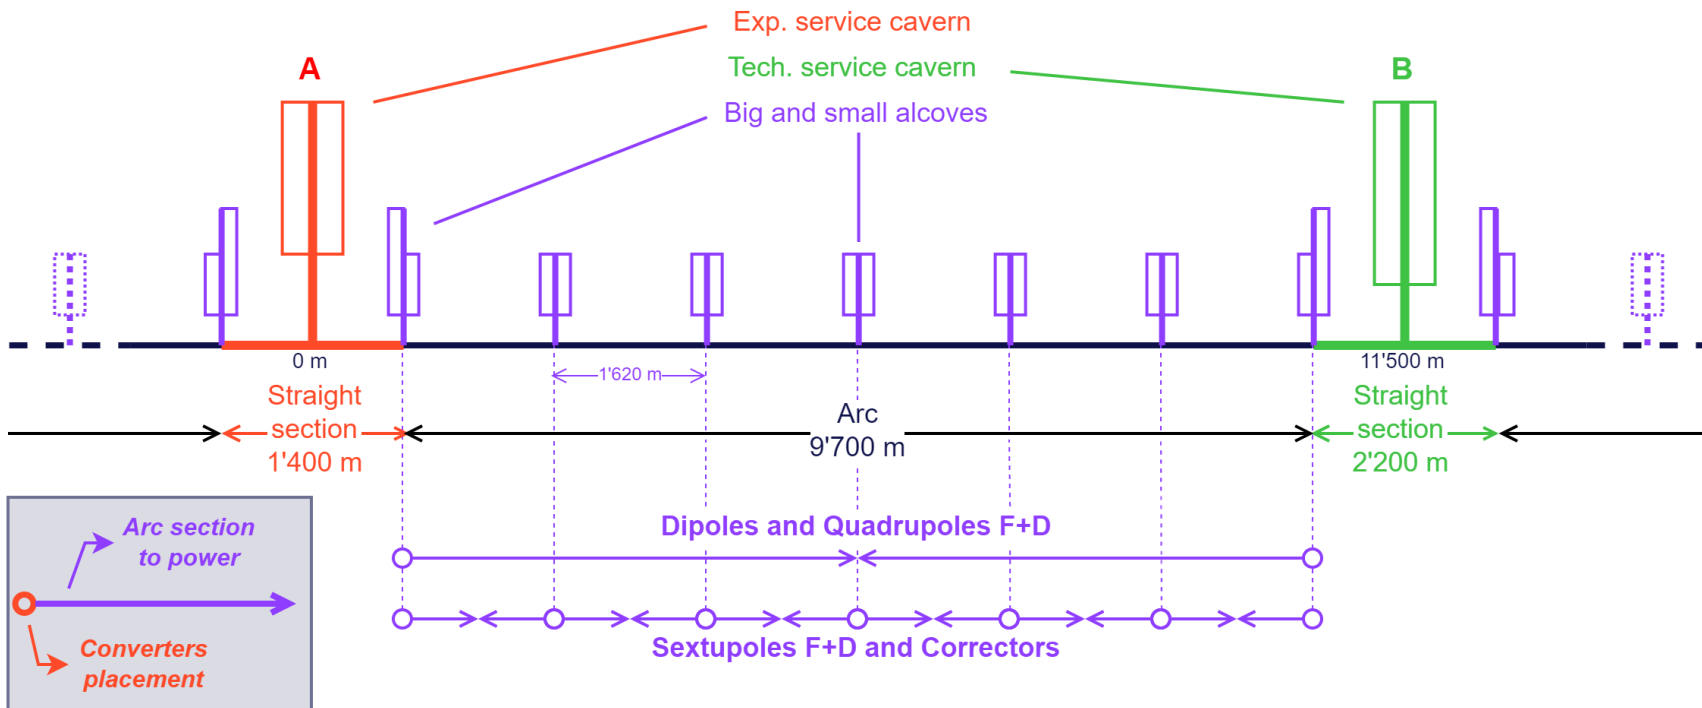 Exp. service cavern
A
Tech. service cavern
B
Big and small alcoves
0 m
11'500 m
1'620 m
Straight
section
1'400 m
Arc
9'700 m
Straight
section
2'200 m
Dipoles and Quadrupoles F+D
Sextupoles F+D and Correctors
Arc section
to power
Converters
placement